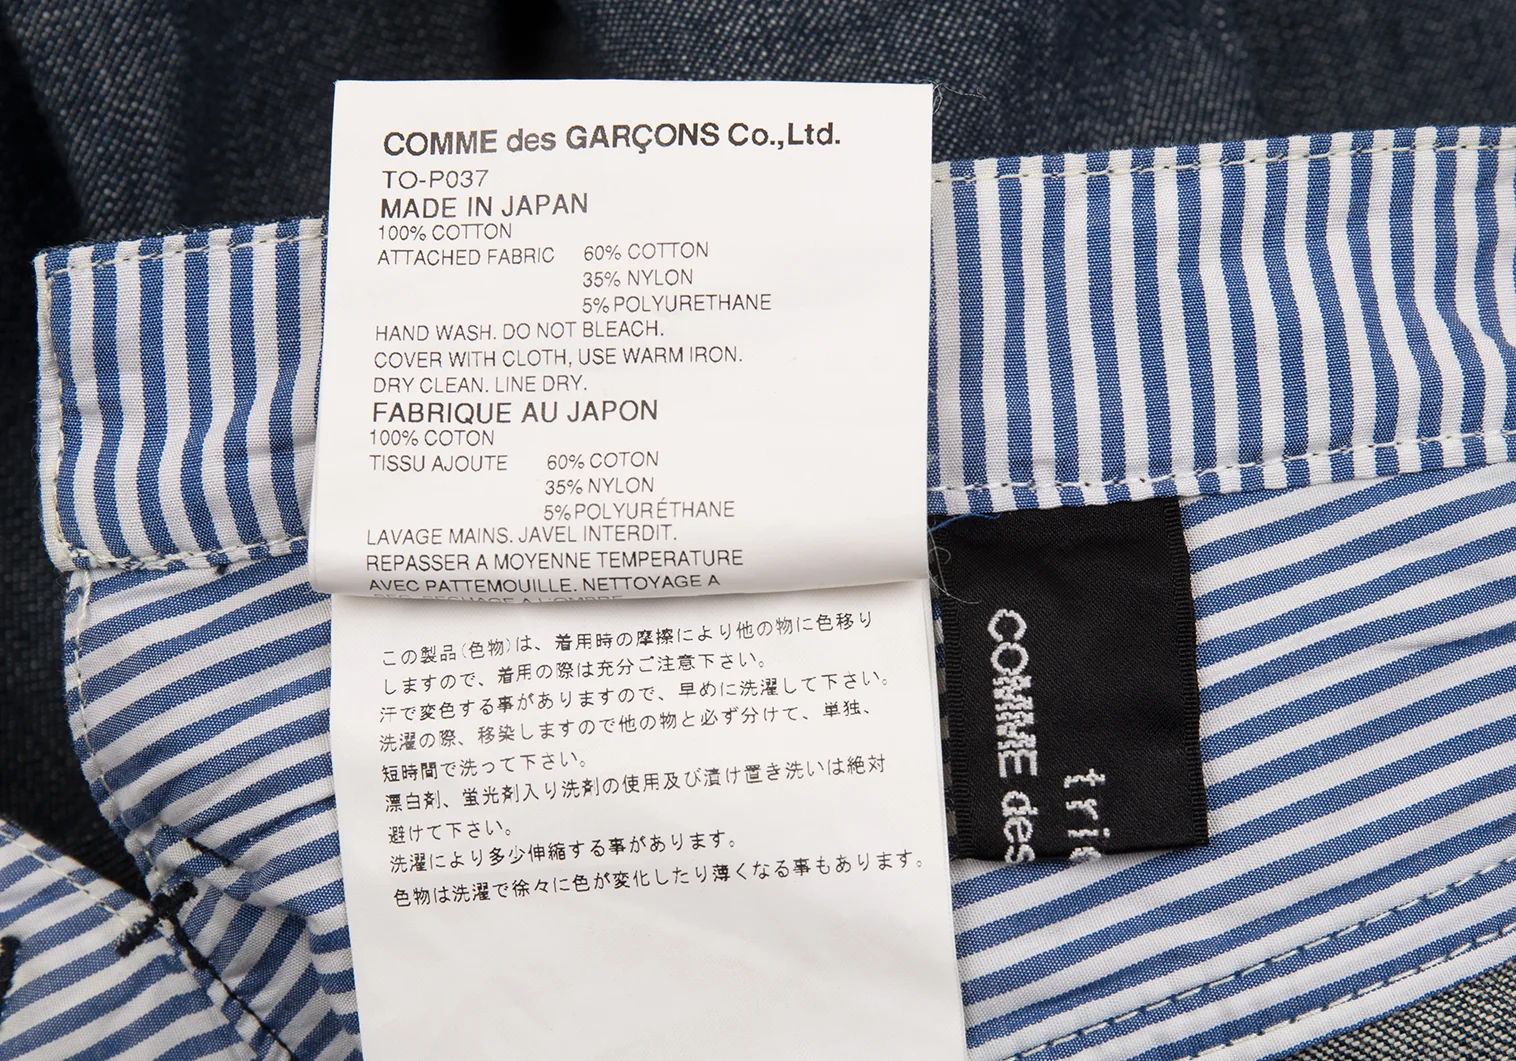 COMME des GARÇONS Co.,Ltd.
TO-P037
MADE IN JAPAN
100% COTTON
ATTACHED FABRIC 60% COTTON
35% NYLON
5% POLYURETHANE
HAND WASH. DO NOT BLEACH.
COVER WITH CLOTH, USE WARM IRON.
DRY CLEAN. LINE DRY.
FABRIQUE AU JAPON
100% COTON
TISSU AJOUTE 60% COTON
35% NYLON
5% POLYURÉTHANE
LAVAGE MAINS. JAVEL INTERDIT.
REPASSER A MOYENNE TEMPERATURE
AVEC PATTEMOUILLE. NETTOYAGE A
この製品(色物)は、着用時の摩擦により他の物に色移り
しますので、着用の際は充分ご注意下さい。
汗で変色する事がありますので、早めに洗濯して下さい。
洗濯の際、移染しますので他の物と必ず分けて、単独、
短時間で洗って下さい。
漂白剤、蛍光剤入り洗剤の使用及び漬け置き洗いは絶対
避けて下さい。
洗濯により多少伸縮する事があります。
色物は洗濯で徐々に色が変化したり薄くなる事もあります。
tric
COMME des